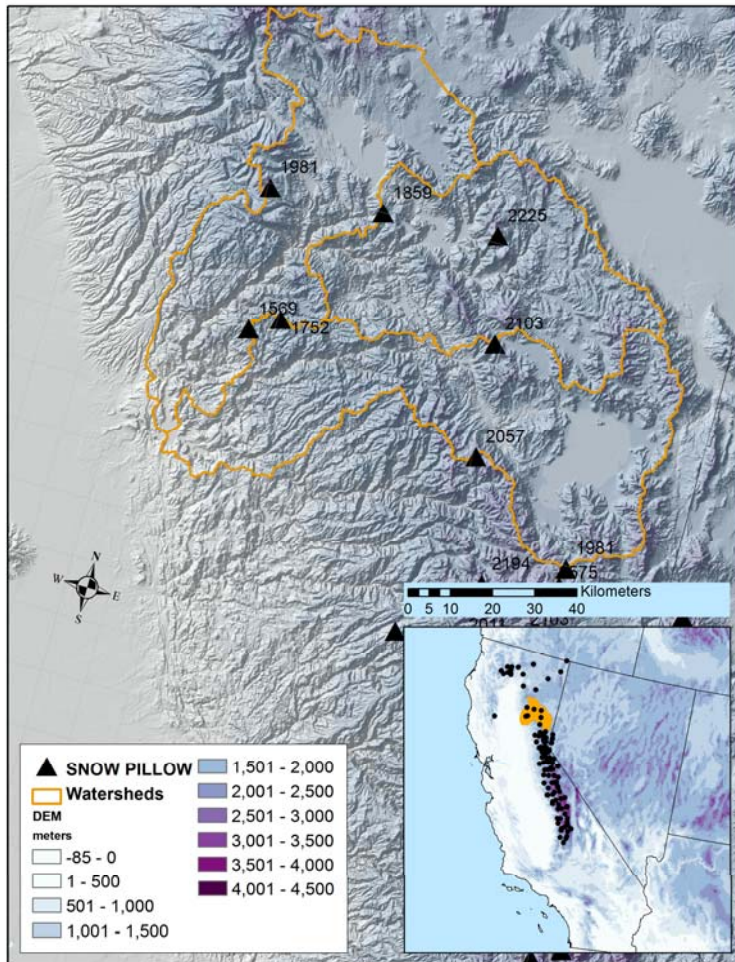 1981
1859
2225
1569
1752
2103
2057
1981
2194
N
W
E
S
Kilometers
0 5 10 20 30 40
SNOW PILLOW
Watersheds
DEM
meters
-85 - 0
1 - 500
501 - 1,000
1,001 - 1,500
1,501 - 2,000
2,001 - 2,500
2,501 - 3,000
3,001 - 3,500
3,501 - 4,000
4,001 - 4,500